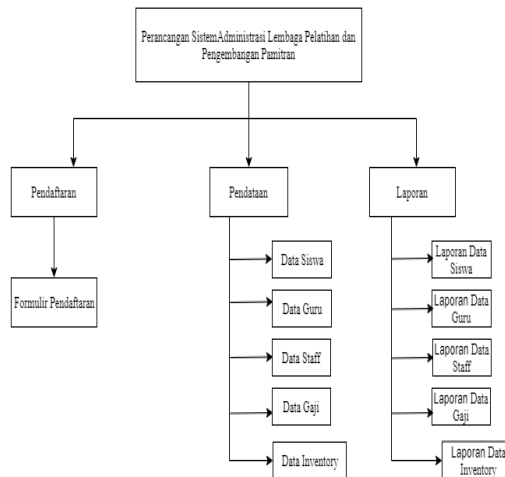 Perancangan SistemAdministrasi Lembaga Pelatihan dan
Pengembangan Pamitran
Pendaftaran
Pendataan
Laporan
Formulir Pendaftaran
Data Siswa
Data Guru
Data Staff
Data Gaji
Data Inventory
Laporan Data
Siswa
Laporan Data
Guru
Laporan Data
Staff
Laporan Data
Gaji
Laporan Data
Inventory